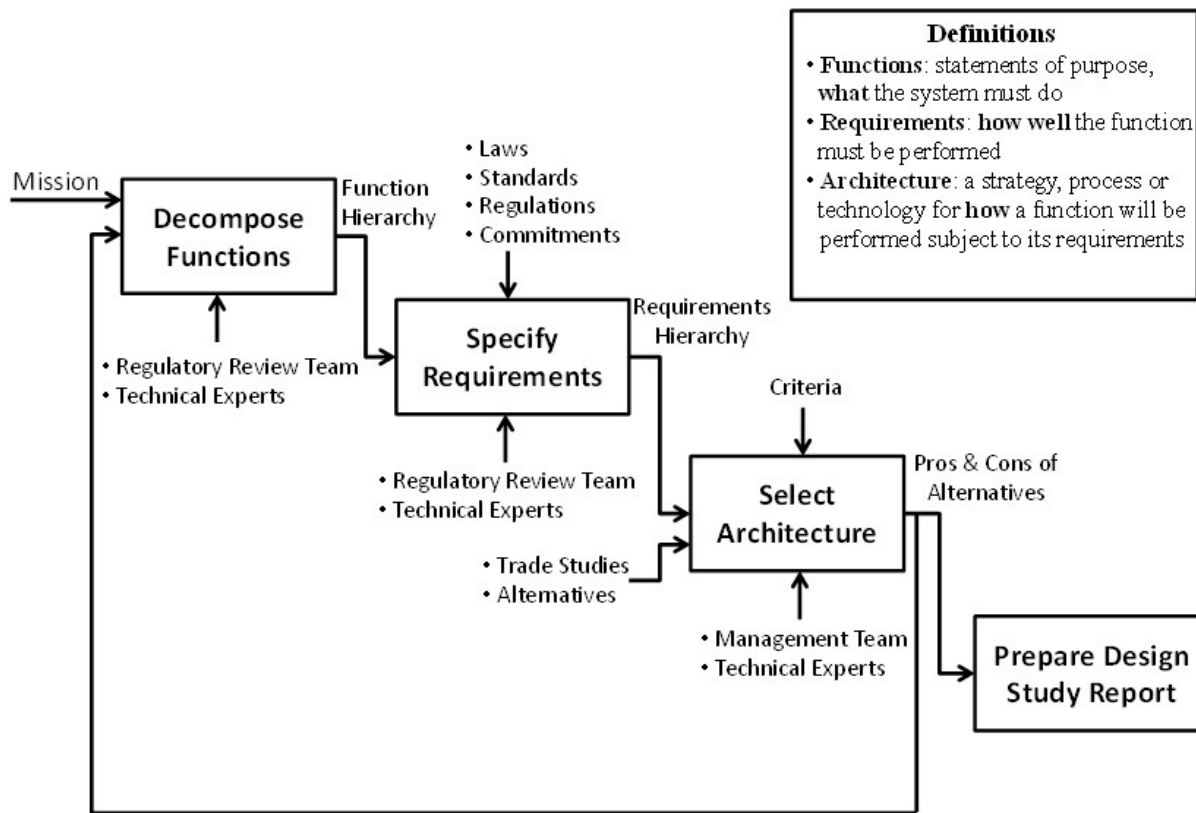 Definitions
• Functions: statements of purpose,
what the system must do
• Requirements: how well the function
must be performed
• Architecture: a strategy, process or
technology for how a function will be
performed subject to its requirements
Mission
Decompose
Functions
Function
Hierarchy
• Regulatory Review Team
• Technical Experts
• Laws
• Standards
• Regulations
• Commitments
Specify
Requirements
Requirements
Hierarchy
• Regulatory Review Team
• Technical Experts
Criteria
• Trade Studies
• Alternatives
Select
Architecture
Pros & Cons of
Alternatives
• Management Team
• Technical Experts
Prepare Design
Study Report